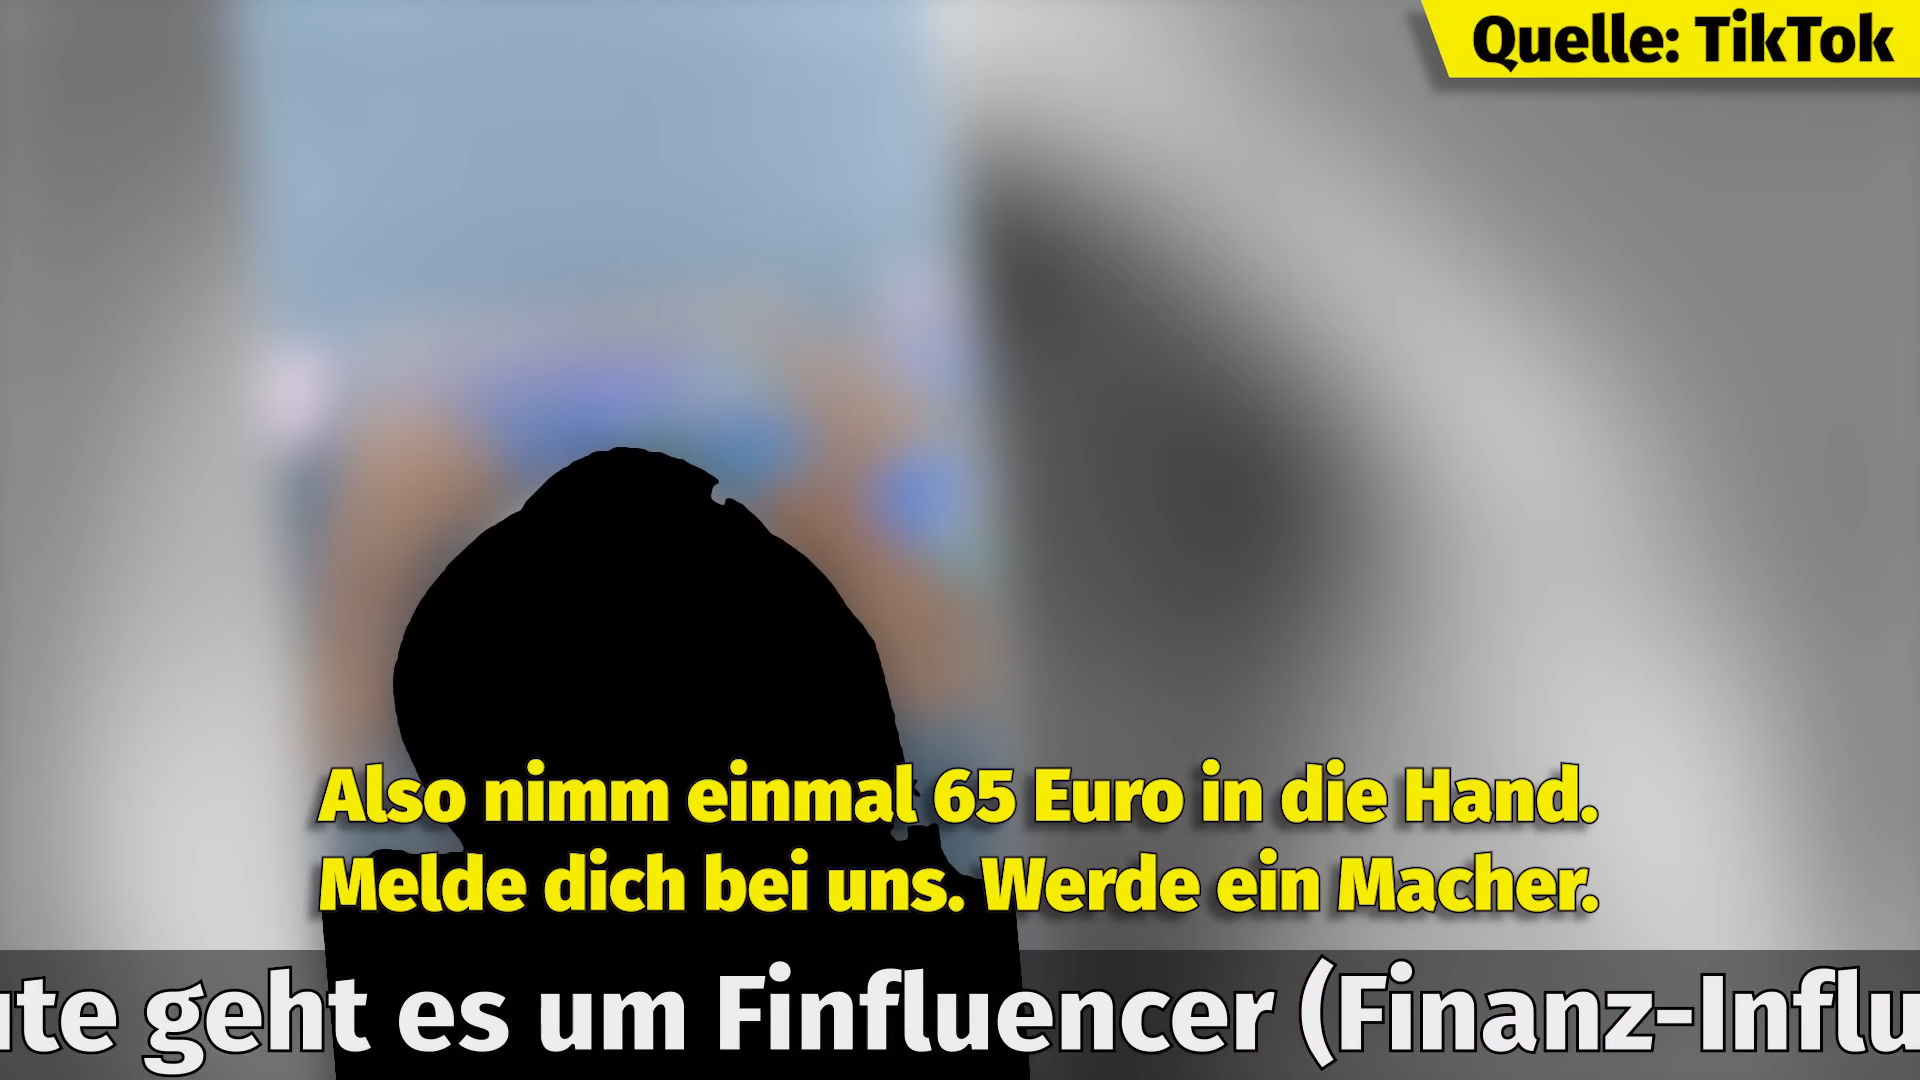 Quelle: TikTok
Also nimm einmal 65 Euro in die Hand.
Melde dich bei uns. Werde ein Macher.
geht es um Finfluencer (Finanz-Influ